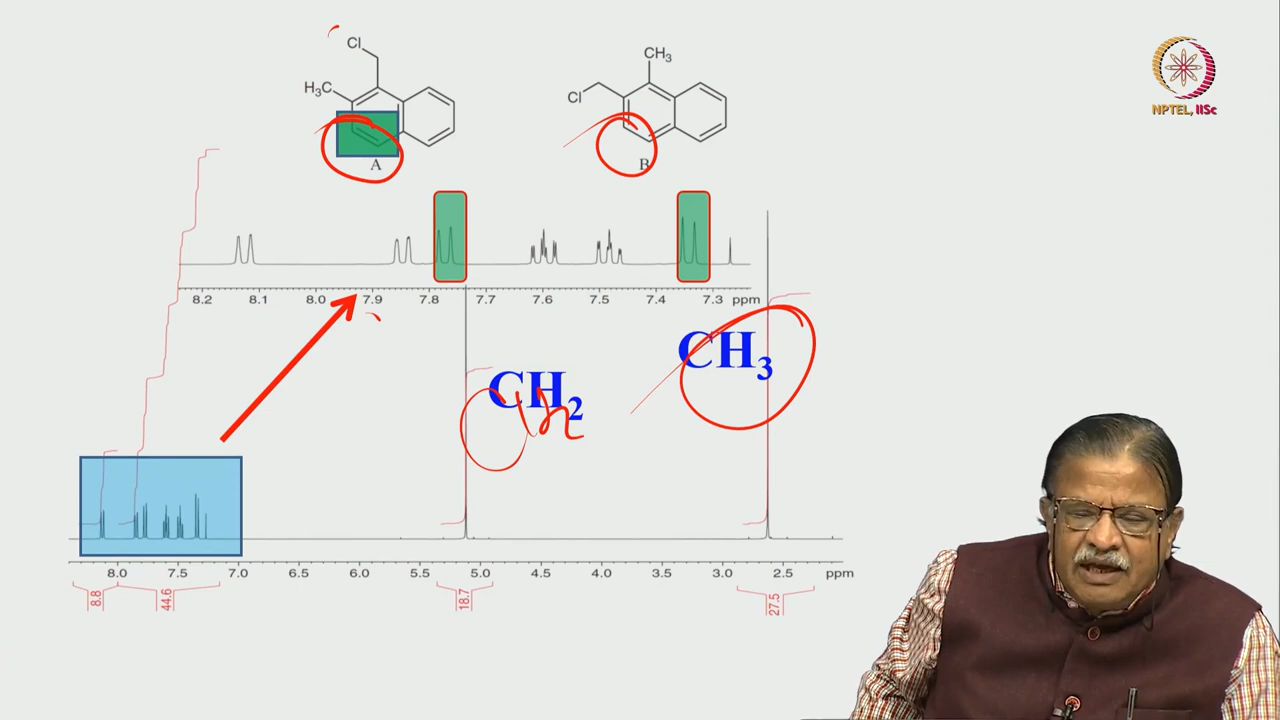 Cl
H₃C
A
CH₃
Cl
B
NPTEL, IISc
8.2 8.1 8.0 7.9 7.8 7.7 7.6 7.5 7.4 7.3 ppm
CH₃
CH₂
CH₂
8.0 7.5 7.0 6.5 6.0 5.5 5.0 4.5 4.0 3.5 3.0 2.5 ppm
8.8 44.6 18.7 27.5